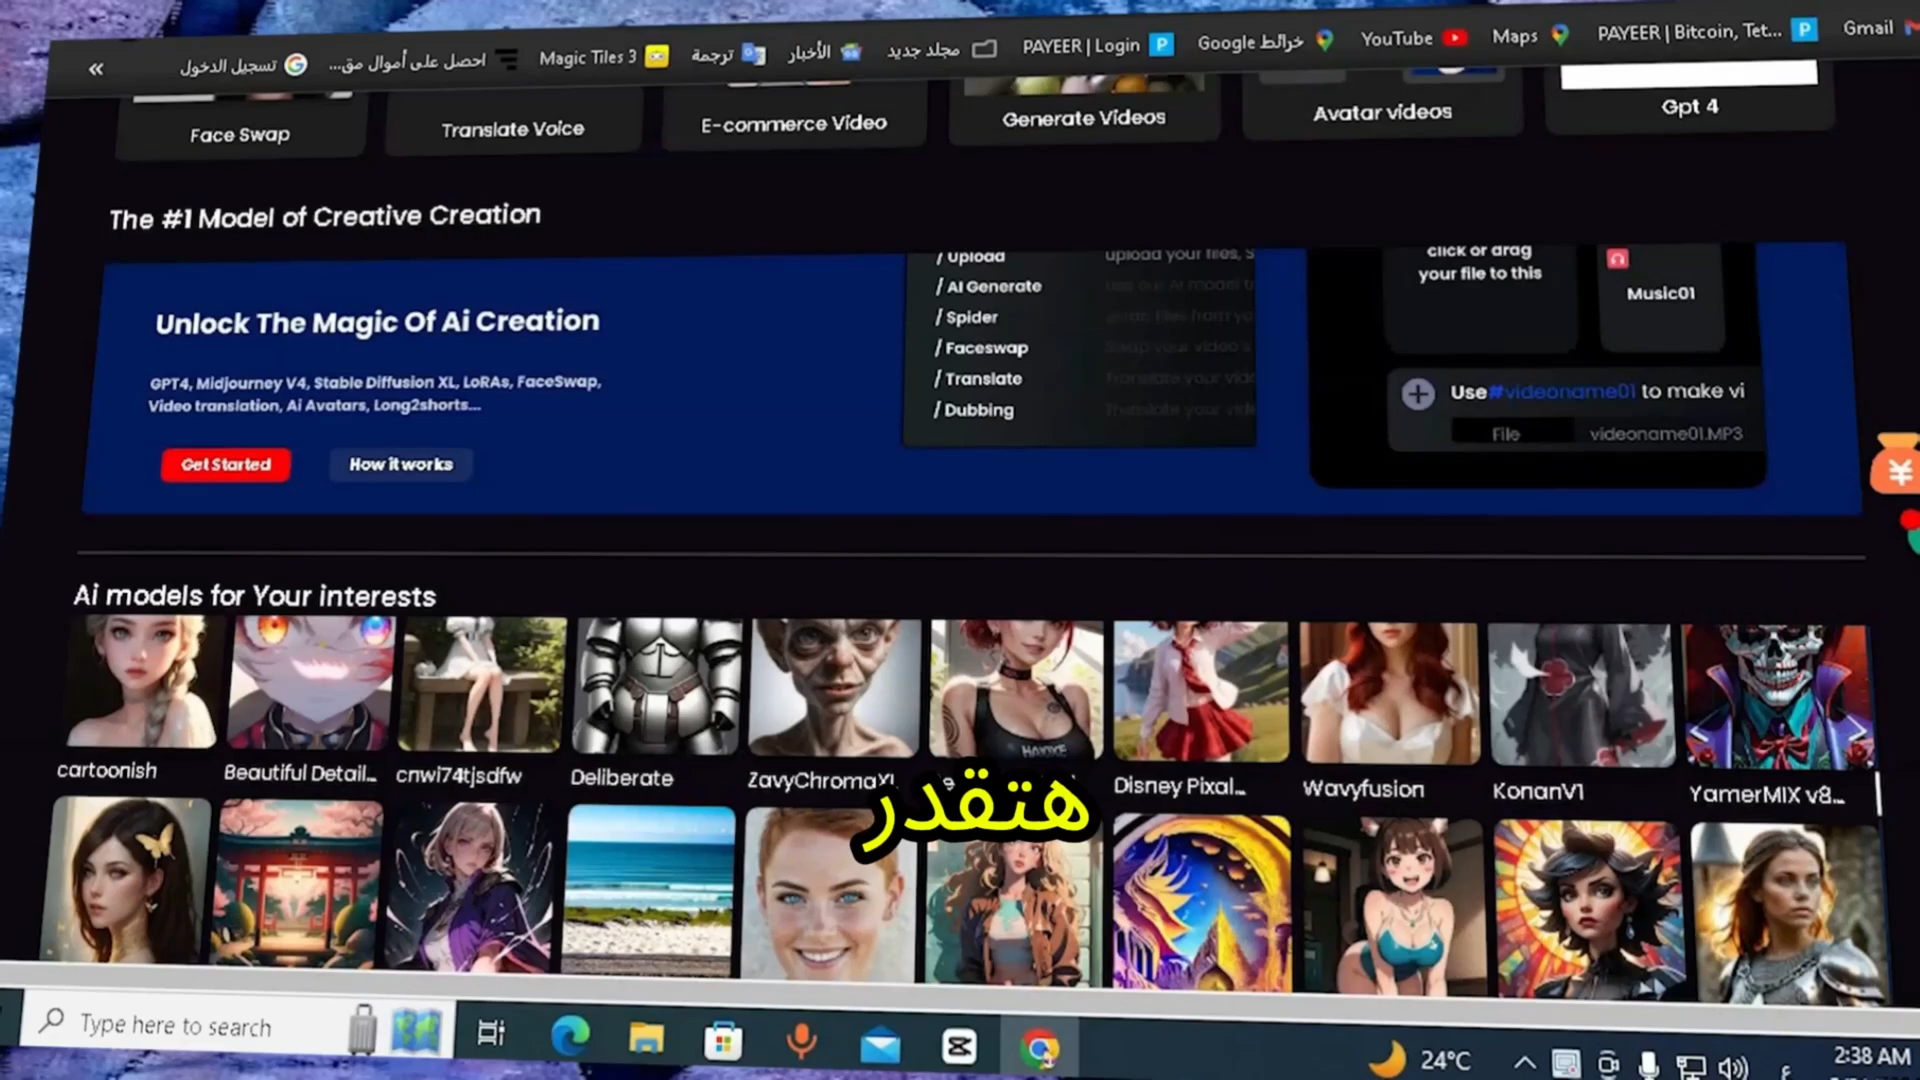 «
تسجيل الدخول
احصل على أموال مق...
Magic Tiles 3
ترجمة
الأخبار
مجلد جديد
PAYEER | Login
خرائط Google
YouTube
Maps
PAYEER | Bitcoin, Tet...
Gmail
Face Swap
Translate Voice
E-commerce Video
Generate Videos
Avatar videos
Gpt 4
The #1 Model of Creative Creation
Unlock The Magic Of Ai Creation
GPT4, Midjourney V4, Stable Diffusion XL, LoRAs, FaceSwap,
Video translation, Ai Avatars, Long2shorts...
Get Started
How it works
/ Upload
upload your files, S
/ AI Generate
/ Spider
/ Faceswap
/ Translate
/ Dubbing
click or drag
your file to this
Music01
Use #videoname01 to make vi
File
videoname01.MP3
Ai models for Your interests
cartoonish
Beautiful Detail...
cnwi74tjsdfw
Deliberate
ZavyChromaXL
Disney Pixal...
Wavyfusion
KonanV1
YamerMIX v8...
هتقدر
Type here to search
24°C
ع
2:38 AM